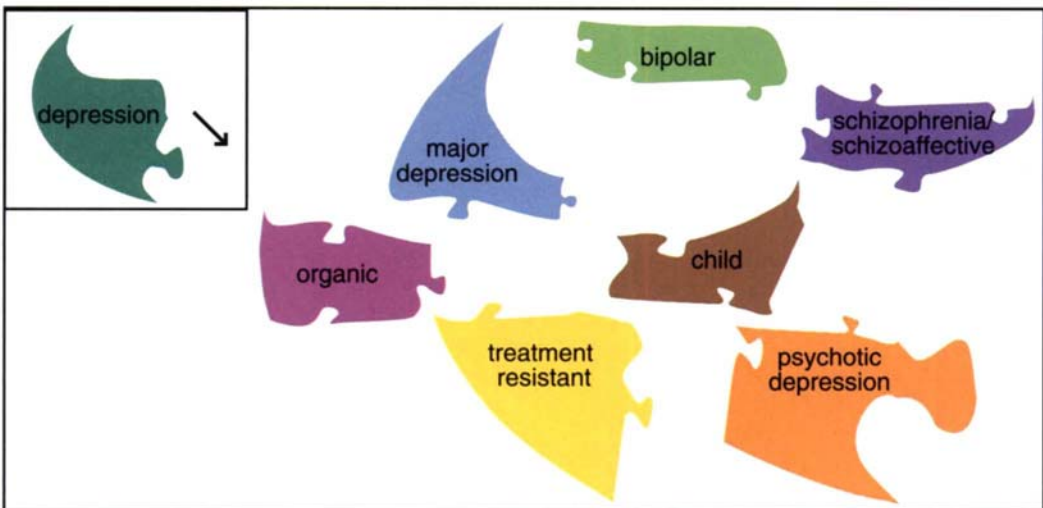 depression
bipolar
schizophrenia/
schizoaffective
major
depression
organic
child
treatment
resistant
psychotic
depression